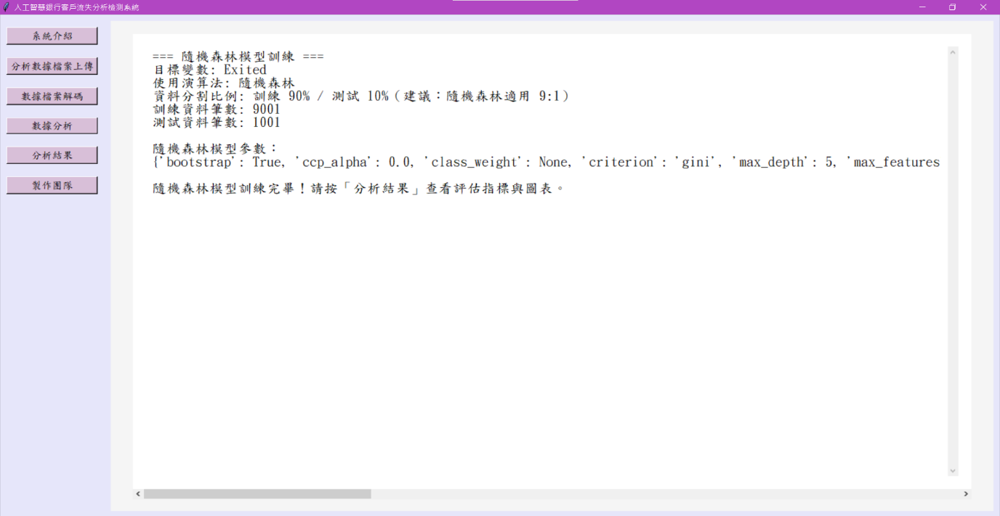 人工智慧銀行客戶流失分析檢測系統
系統介紹
分析數據檔案上傳
數據檔案解碼
數據分析
分析結果
製作團隊
=== 隨機森林模型訓練 ===
目標變數: Exited
使用演算法: 隨機森林
資料分割比例: 訓練 90% / 測試 10%（建議：隨機森林適用 9:1）
訓練資料筆數: 9001
測試資料筆數: 1001
隨機森林模型參數：
{'bootstrap': True, 'ccp_alpha': 0.0, 'class_weight': None, 'criterion': 'gini', 'max_depth': 5, 'max_features
隨機森林模型訓練完畢！請按「分析結果」查看評估指標與圖表。